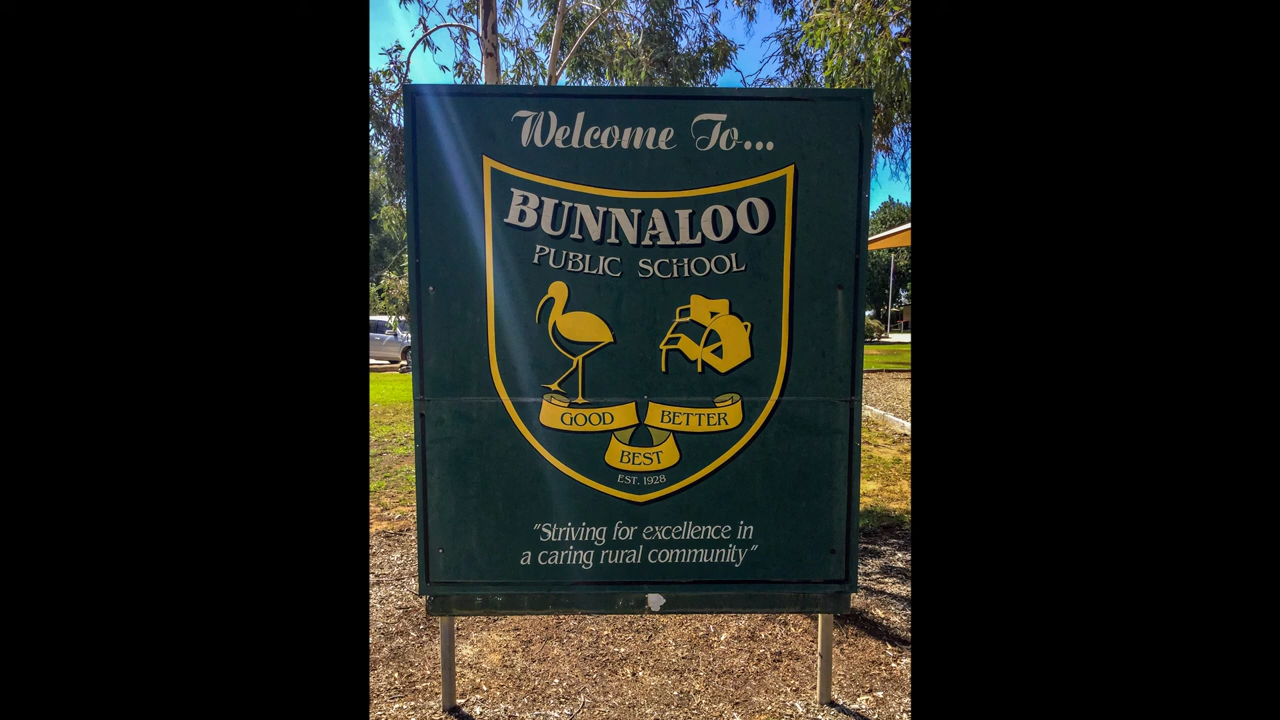 Welcome To...
BUNNALOO
PUBLIC SCHOOL
GOOD BETTER
BEST
EST. 1928
"Striving for excellence in
a caring rural community"